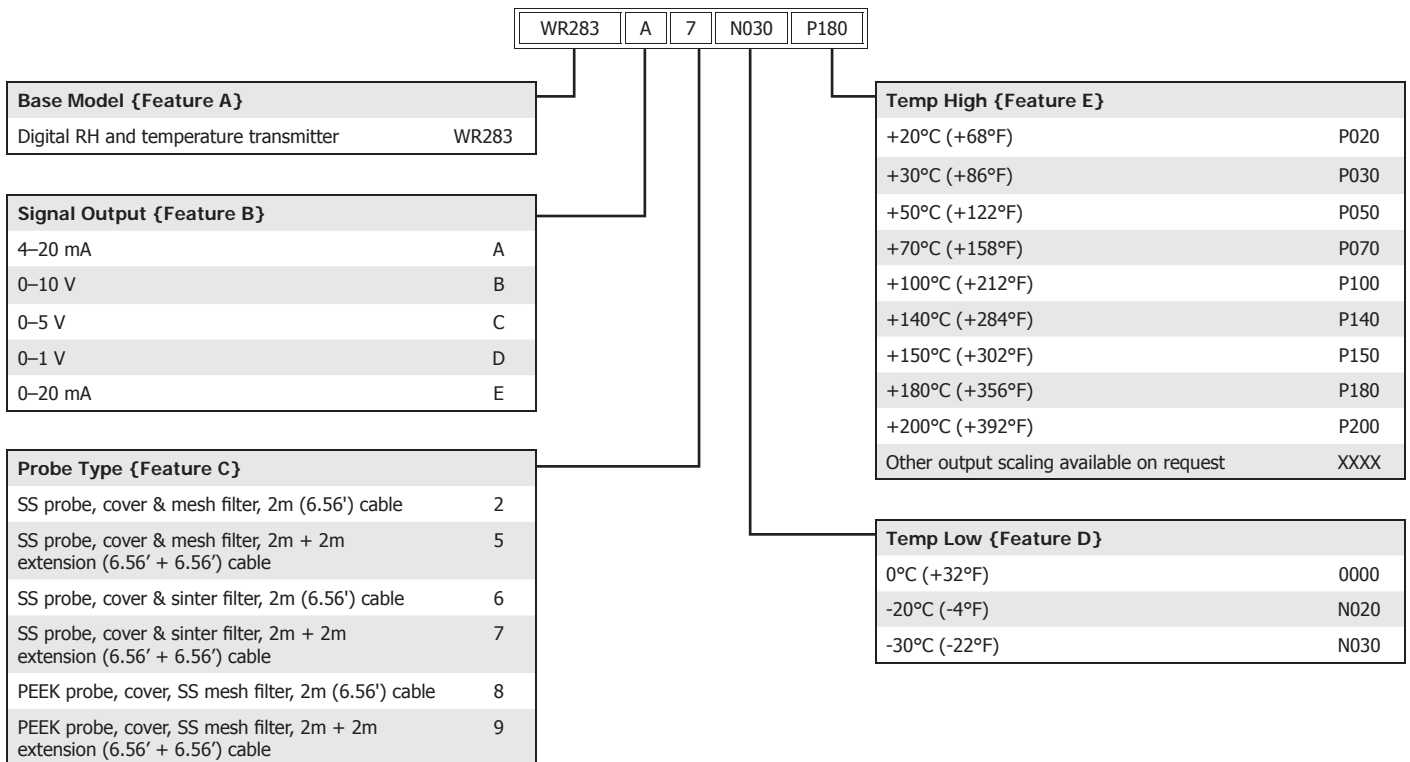 WR283 A 7 N030 P180
Base Model {Feature A}
Digital RH and temperature transmitter WR283
Signal Output {Feature B}
4–20 mA A
0–10 V B
0–5 V C
0–1 V D
0–20 mA E
Probe Type {Feature C}
SS probe, cover & mesh filter, 2m (6.56') cable 2
SS probe, cover & mesh filter, 2m + 2m 5
extension (6.56′ + 6.56′) cable
SS probe, cover & sinter filter, 2m (6.56') cable 6
SS probe, cover & sinter filter, 2m + 2m 7
extension (6.56′ + 6.56′) cable
PEEK probe, cover, SS mesh filter, 2m (6.56') cable 8
PEEK probe, cover, SS mesh filter, 2m + 2m 9
extension (6.56′ + 6.56′) cable
Temp High {Feature E}
+20°C (+68°F) P020
+30°C (+86°F) P030
+50°C (+122°F) P050
+70°C (+158°F) P070
+100°C (+212°F) P100
+140°C (+284°F) P140
+150°C (+302°F) P150
+180°C (+356°F) P180
+200°C (+392°F) P200
Other output scaling available on request XXXX
Temp Low {Feature D}
0°C (+32°F) 0000
-20°C (-4°F) N020
-30°C (-22°F) N030